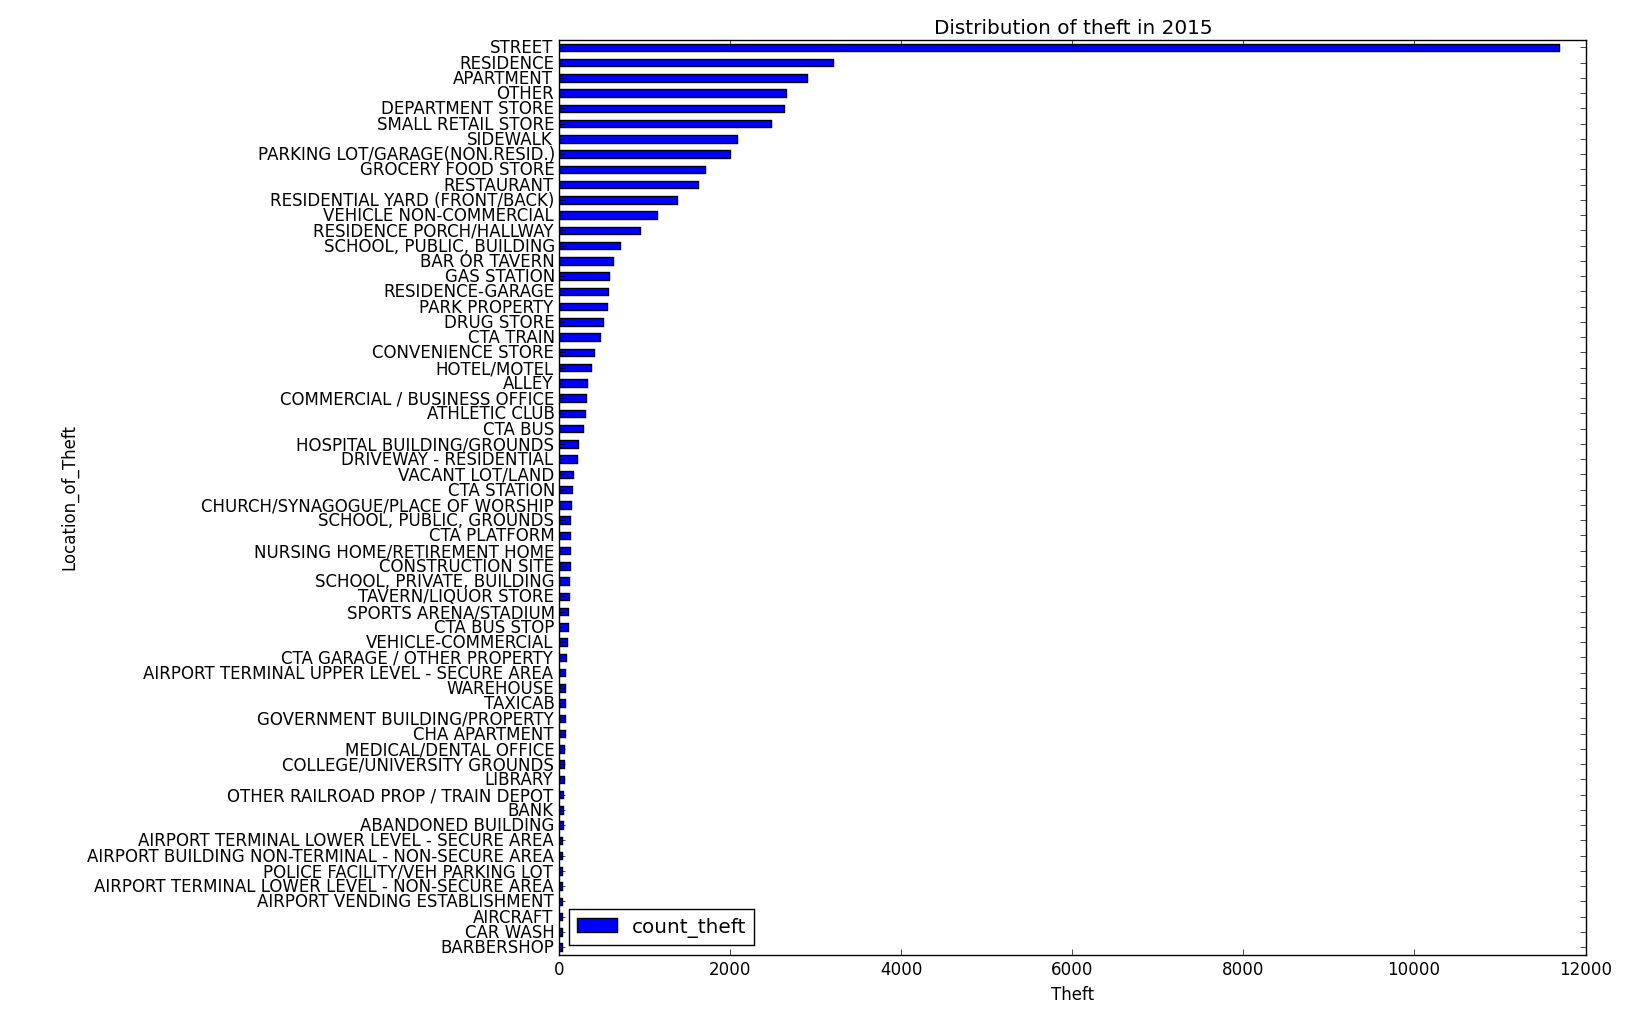 Distribution of theft in 2015
STREET
RESIDENCE
APARTMENT
OTHER
DEPARTMENT STORE
SMALL RETAIL STORE
SIDEWALK
PARKING LOT/GARAGE(NON.RESID.)
GROCERY FOOD STORE
RESTAURANT
RESIDENTIAL YARD (FRONT/BACK)
VEHICLE NON-COMMERCIAL
RESIDENCE PORCH/HALLWAY
SCHOOL, PUBLIC, BUILDING
BAR OR TAVERN
GAS STATION
RESIDENCE-GARAGE
PARK PROPERTY
DRUG STORE
CTA TRAIN
CONVENIENCE STORE
HOTEL/MOTEL
ALLEY
COMMERCIAL / BUSINESS OFFICE
ATHLETIC CLUB
CTA BUS
HOSPITAL BUILDING/GROUNDS
DRIVEWAY - RESIDENTIAL
VACANT LOT/LAND
CTA STATION
CHURCH/SYNAGOGUE/PLACE OF WORSHIP
SCHOOL, PUBLIC, GROUNDS
CTA PLATFORM
NURSING HOME/RETIREMENT HOME
CONSTRUCTION SITE
SCHOOL, PRIVATE, BUILDING
TAVERN/LIQUOR STORE
SPORTS ARENA/STADIUM
CTA BUS STOP
VEHICLE-COMMERCIAL
CTA GARAGE / OTHER PROPERTY
AIRPORT TERMINAL UPPER LEVEL - SECURE AREA
WAREHOUSE
TAXICAB
GOVERNMENT BUILDING/PROPERTY
CHA APARTMENT
MEDICAL/DENTAL OFFICE
COLLEGE/UNIVERSITY GROUNDS
LIBRARY
OTHER RAILROAD PROP / TRAIN DEPOT
BANK
ABANDONED BUILDING
AIRPORT TERMINAL LOWER LEVEL - SECURE AREA
AIRPORT BUILDING NON-TERMINAL - NON-SECURE AREA
POLICE FACILITY/VEH PARKING LOT
AIRPORT TERMINAL LOWER LEVEL - NON-SECURE AREA
AIRPORT VENDING ESTABLISHMENT
AIRCRAFT
CAR WASH
BARBERSHOP
Location_of_Theft
count_theft
0 2000 4000 6000 8000 10000 12000
Theft